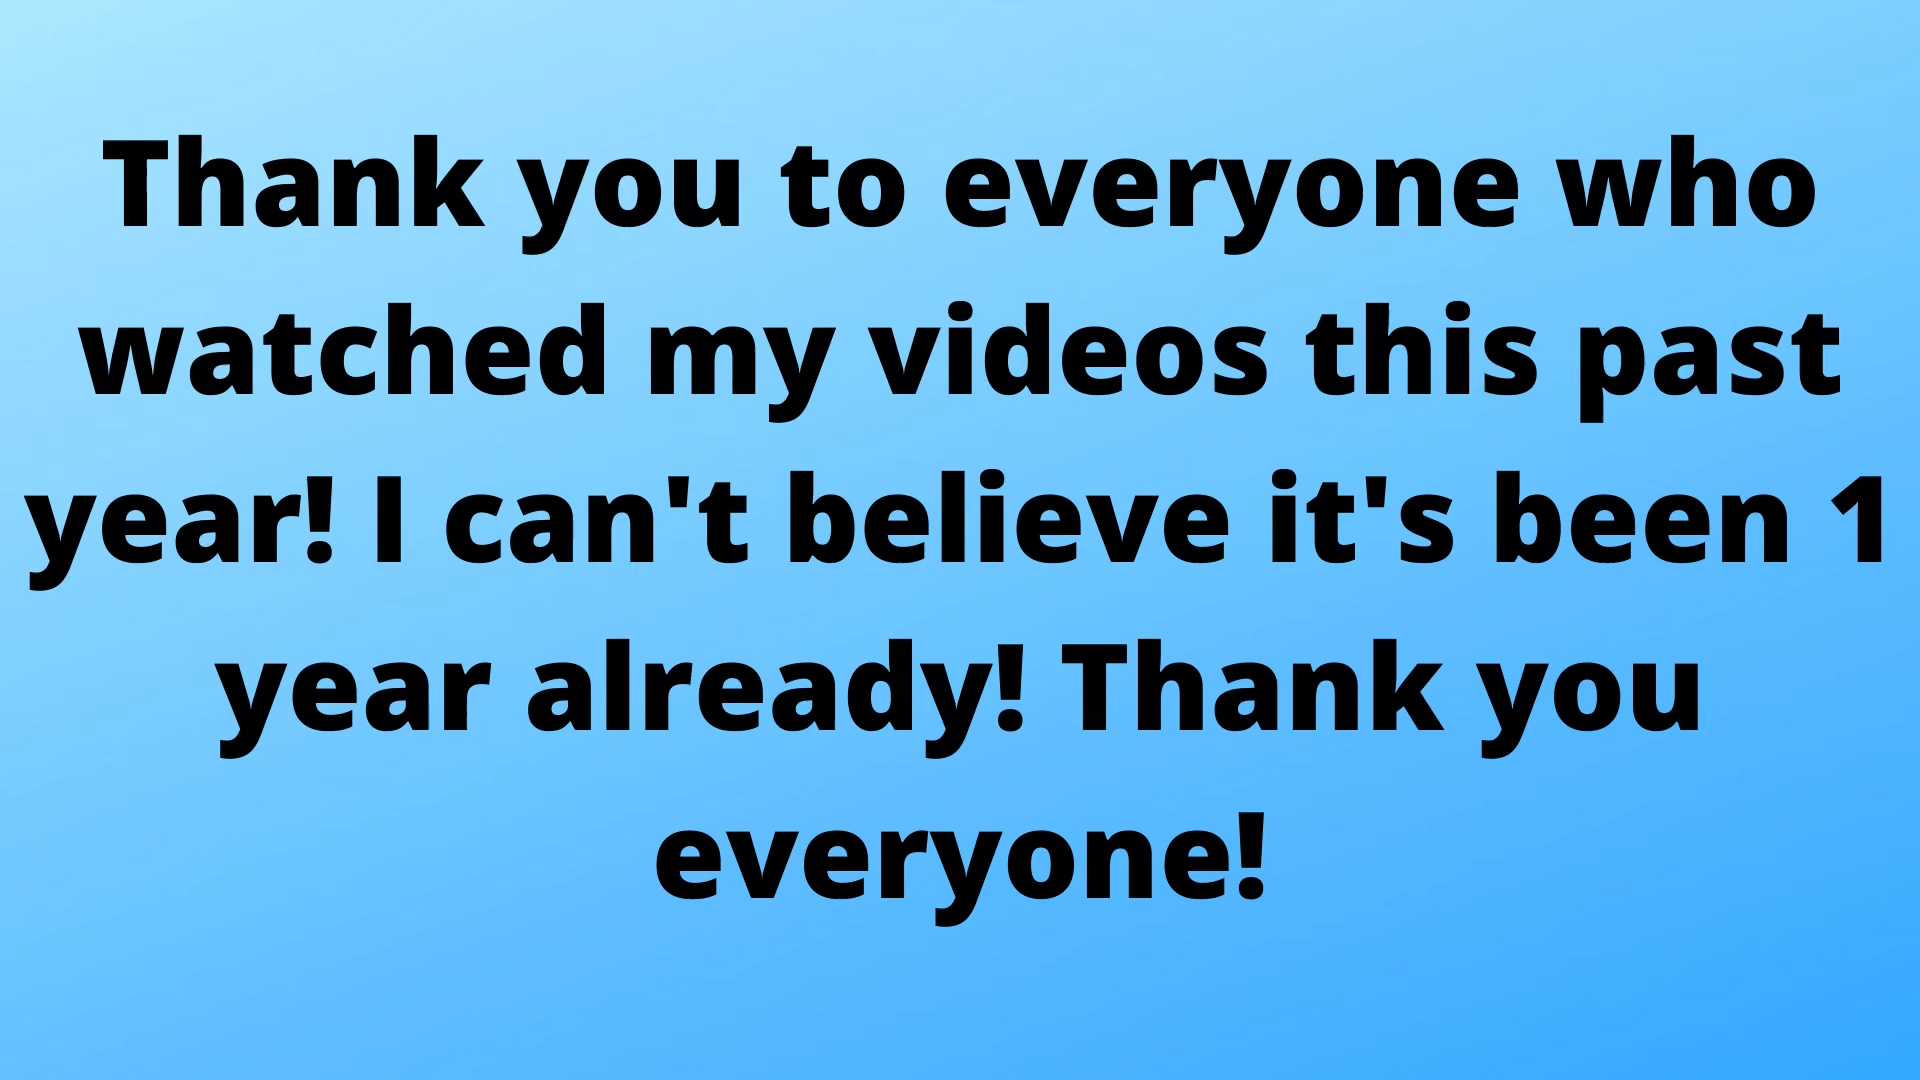 Thank you to everyone who
watched my videos this past
year! I can't believe it's been 1
year already! Thank you
everyone!